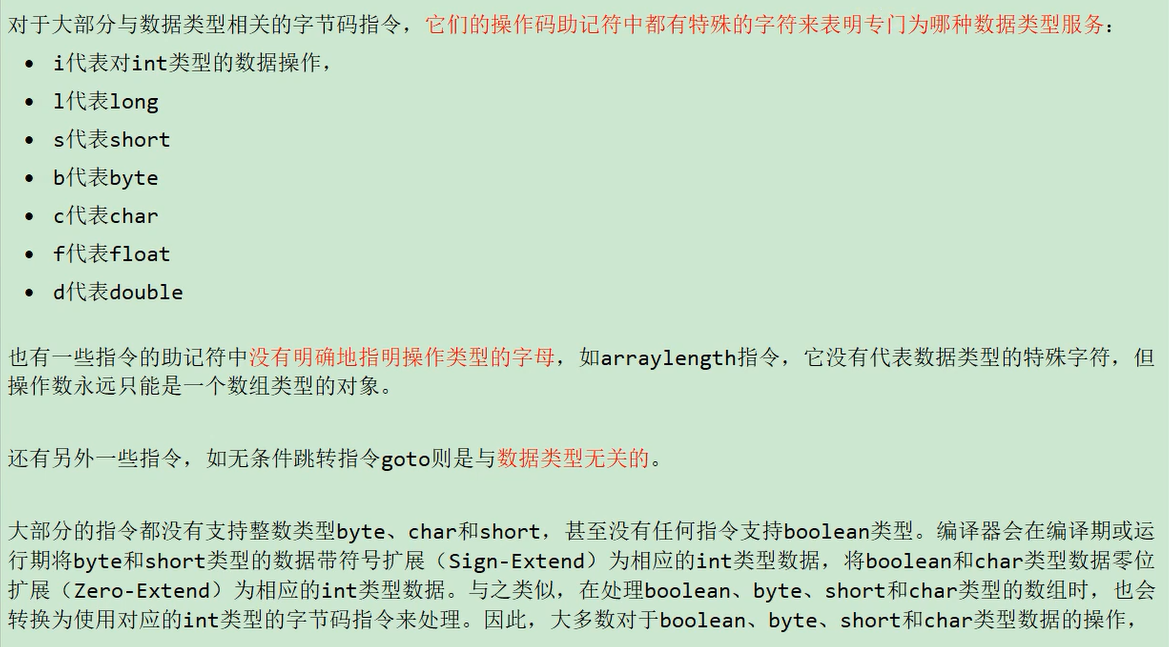 对于大部分与数据类型相关的字节码指令，它们的操作码助记符中都有特殊的字符来表明专门为哪种数据类型服务：
• i代表对int类型的数据操作，
• l代表long
• s代表short
• b代表byte
• c代表char
• f代表float
• d代表double
也有一些指令的助记符中没有明确地指明操作类型的字母，如arraylength指令，它没有代表数据类型的特殊字符，但
操作数永远只能是一个数组类型的对象。
还有另外一些指令，如无条件跳转指令goto则是与数据类型无关的。
大部分的指令都没有支持整数类型byte、char和short，甚至没有任何指令支持boolean类型。编译器会在编译期或运
行期将byte和short类型的数据带符号扩展（Sign-Extend）为相应的int类型数据，将boolean和char类型数据零位
扩展（Zero-Extend）为相应的int类型数据。与之类似，在处理boolean、byte、short和char类型的数组时，也会
转换为使用对应的int类型的字节码指令来处理。因此，大多数对于boolean、byte、short和char类型数据的操作，